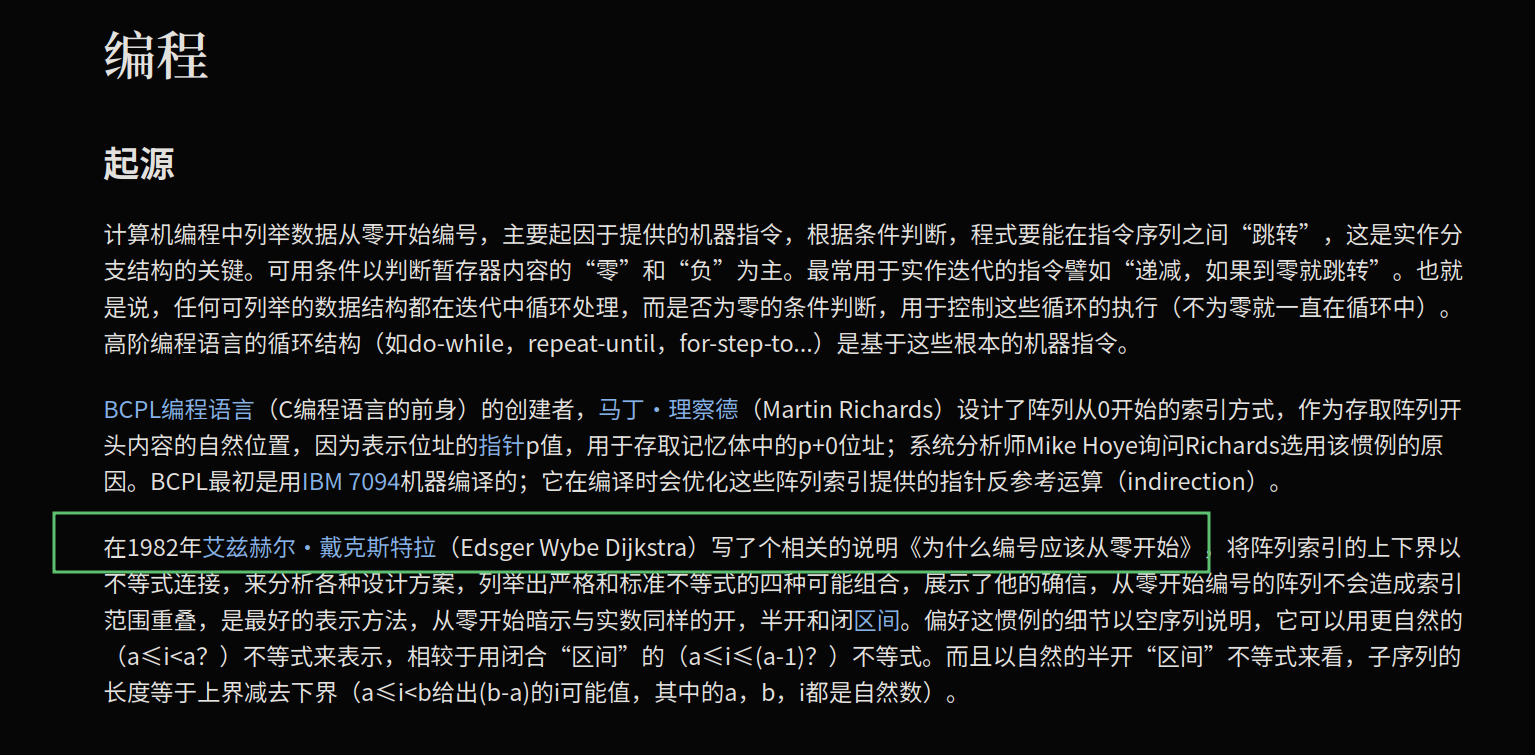 编程
起源
计算机编程中列举数据从零开始编号，主要起因于提供的机器指令，根据条件判断，程式要能在指令序列之间“跳转”，这是实作分
支结构的关键。可用条件以判断暂存器内容的“零”和“负”为主。最常用于实作迭代的指令譬如“递减，如果到零就跳转”。也就
是说，任何可列举的数据结构都在迭代中循环处理，而是否为零的条件判断，用于控制这些循环的执行（不为零就一直在循环中）。
高阶编程语言的循环结构（如do-while，repeat-until，for-step-to...）是基于这些根本的机器指令。
BCPL编程语言（C编程语言的前身）的创建者，马丁·理察德（Martin Richards）设计了阵列从0开始的索引方式，作为存取阵列开
头内容的自然位置，因为表示位址的指针p值，用于存取记忆体中的p+0位址；系统分析师Mike Hoye询问Richards选用该惯例的原
因。BCPL最初是用IBM 7094机器编译的；它在编译时会优化这些阵列索引提供的指针反参考运算（indirection）。
在1982年艾兹赫尔·戴克斯特拉（Edsger Wybe Dijkstra）写了个相关的说明《为什么编号应该从零开始》，将阵列索引的上下界以
不等式连接，来分析各种设计方案，列举出严格和标准不等式的四种可能组合，展示了他的确信，从零开始编号的阵列不会造成索引
范围重叠，是最好的表示方法，从零开始暗示与实数同样的开，半开和闭区间。偏好这惯例的细节以空序列说明，它可以用更自然的
（a≤i<a？）不等式来表示，相较于用闭合“区间”的（a≤i≤(a-1)？）不等式。而且以自然的半开“区间”不等式来看，子序列的
长度等于上界减去下界（a≤i<b给出(b-a)的i可能值，其中的a，b，i都是自然数）。